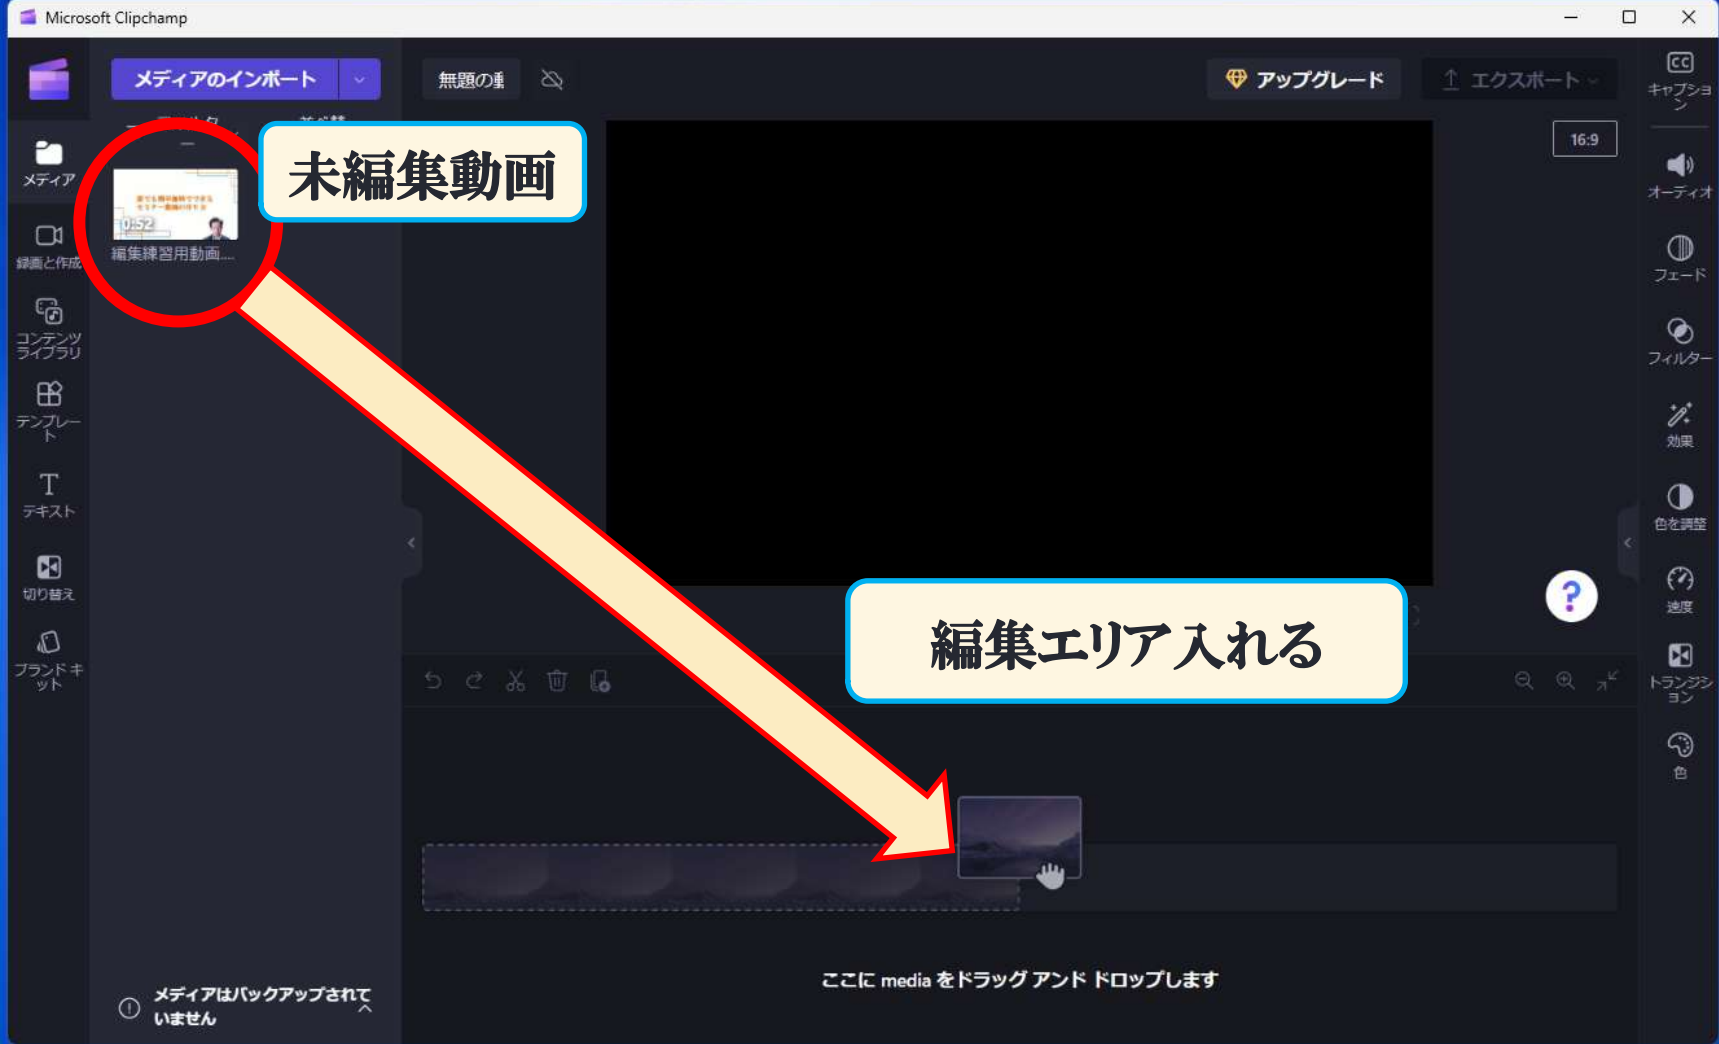 Microsoft Clipchamp
メディアのインポート
無題の動
アップグレード
エクスポート
キャプショ
ン
16:9
未編集動画
メディア
0:52
編集練習用動画....
録画と作成
コンテンツ
ライブラリ
テンプレー
ト
テキスト
切り替え
ブランド キ
ット
オーディオ
フェード
フィルター
効果
色を調整
速度
トランジシ
ョン
色
?
編集エリア入れる
ここに media をドラッグ アンド ドロップします
メディアはバックアップされて
いません